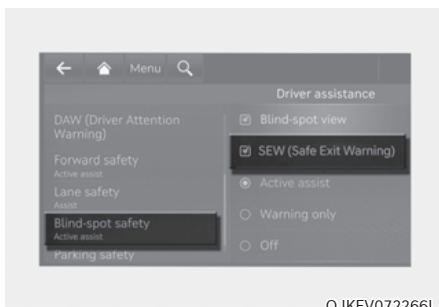 Menu
Driver assistance
DAW (Driver Attention
Warning)
Forward safety
Active assist
Lane safety
Assist
Blind-spot safety
Active assist
Parking safety
Blind-spot view
SEW (Safe Exit Warning)
Active assist
Warning only
Off